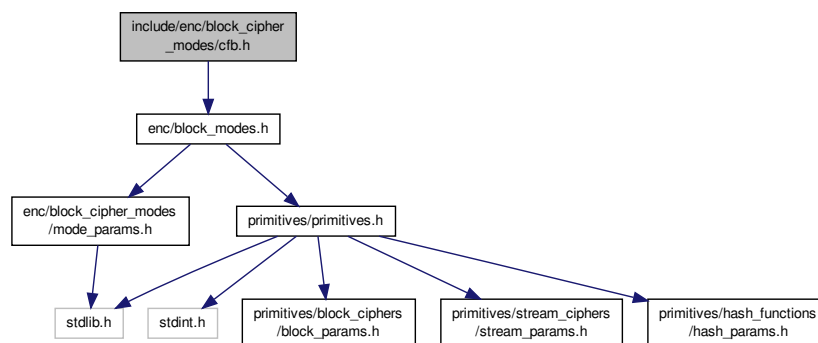 include/enc/block_cipher
_modes/cfb.h
enc/block_modes.h
enc/block_cipher_modes
/mode_params.h
primitives/primitives.h
stdlib.h
stdint.h
primitives/block_ciphers
/block_params.h
primitives/stream_ciphers
/stream_params.h
primitives/hash_functions
/hash_params.h